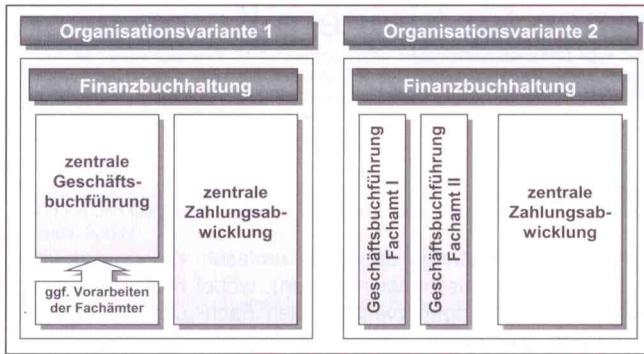 Organisationsvariante 1
Finanzbuchhaltung
zentrale
Geschäfts-
buchführung
ggf. Vorarbeiten
der Fachämter
zentrale
Zahlungsab-
wicklung
Organisationsvariante 2
Finanzbuchhaltung
Geschäftsbuchführung
Fachamt I
Geschäftsbuchführung
Fachamt II
zentrale
Zahlungsab-
wicklung